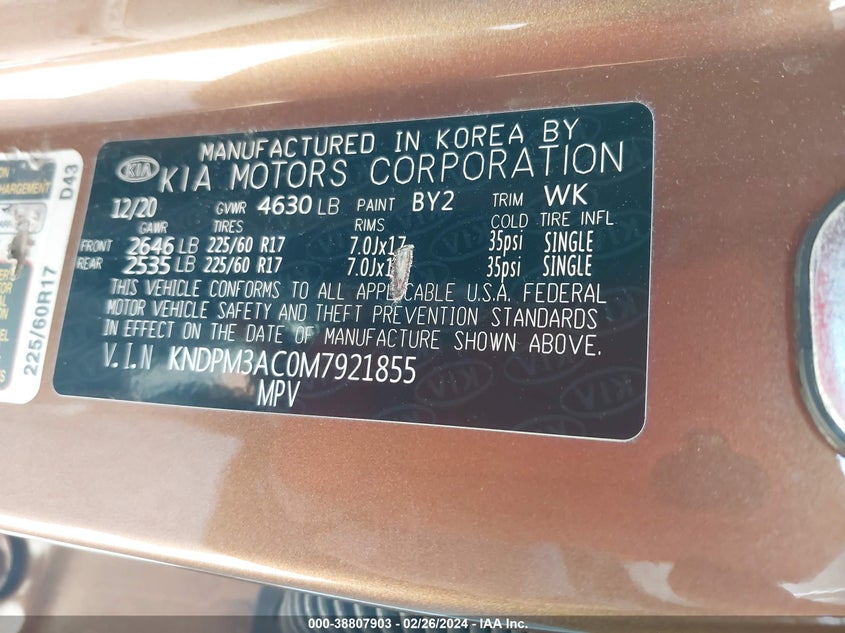 MANUFACTURED IN KOREA BY
KIA KIA MOTORS CORPORATION
12/20 GVWR 4630 LB PAINT BY2 TRIM WK
GAWR TIRES RIMS COLD TIRE INFL
FRONT 2646 LB 225/60 R17 7.0Jx17 35psi SINGLE
REAR 2535 LB 225/60 R17 7.0Jx1 35psi SINGLE
THIS VEHICLE CONFORMS TO ALL APPLICABLE U.S.A. FEDERAL
MOTOR VEHICLE SAFETY AND THEFT PREVENTION STANDARDS
IN EFFECT ON THE DATE OF MANUFACTURE SHOWN ABOVE.
V.I.N KNDPM3AC0M7921855
MPV
CHARGEMENT
D43
225/60R17
000-38807903 - 02/26/2024 - IAA Inc.